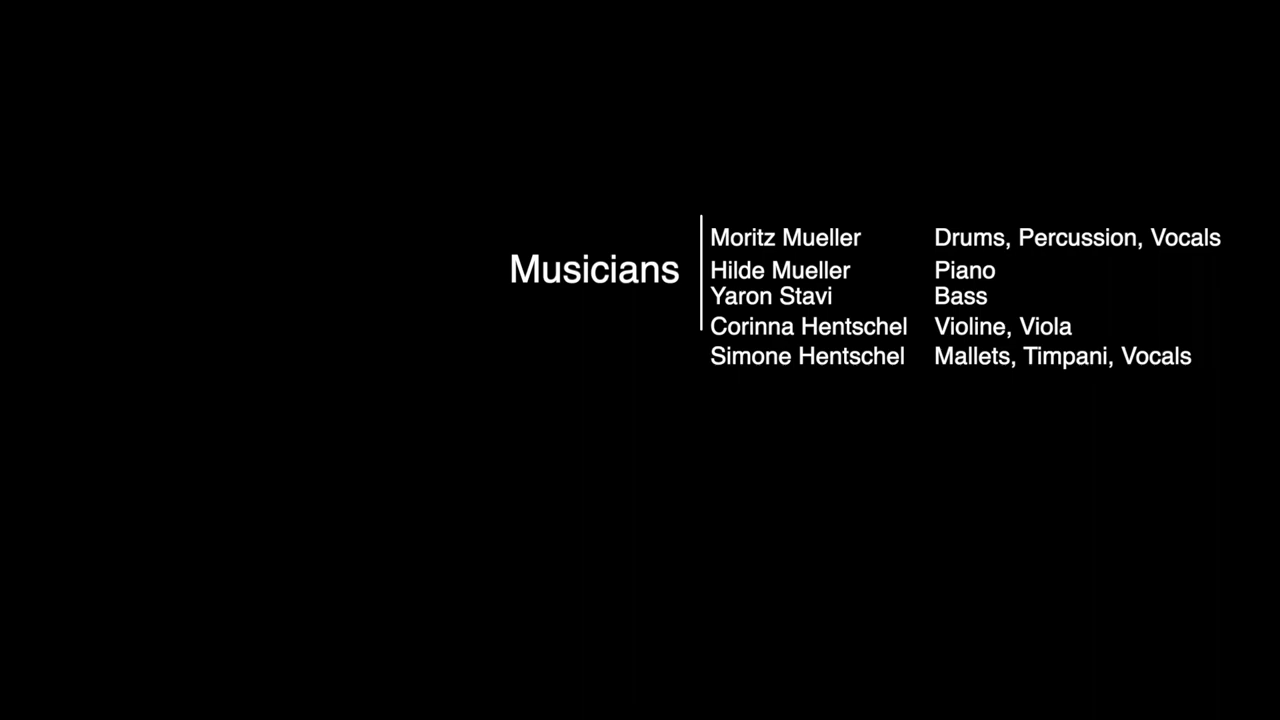 Musicians
Moritz Mueller Drums, Percussion, Vocals
Hilde Mueller Piano
Yaron Stavi Bass
Corinna Hentschel Violine, Viola
Simone Hentschel Mallets, Timpani, Vocals